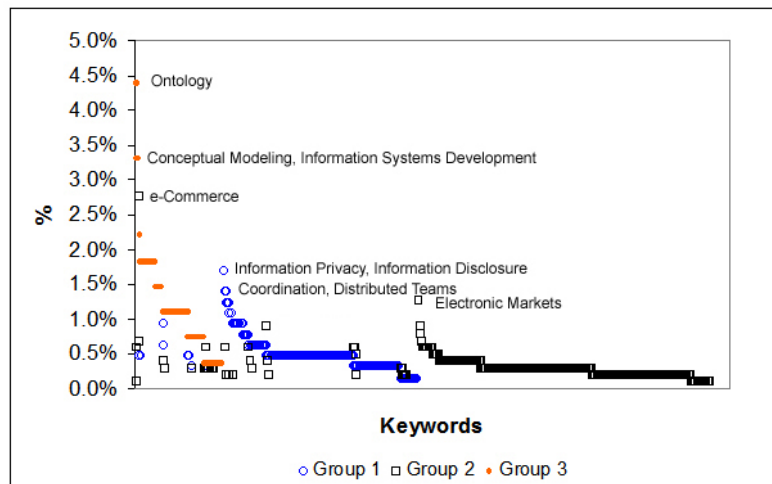 5.0%
4.5%
Ontology
4.0%
3.5%
Conceptual Modeling, Information Systems Development
3.0%
e-Commerce
2.5%
%
2.0%
Information Privacy, Information Disclosure
1.5%
Coordination, Distributed Teams
Electronic Markets
1.0%
0.5%
0.0%
Keywords
Group 1 Group 2 Group 3